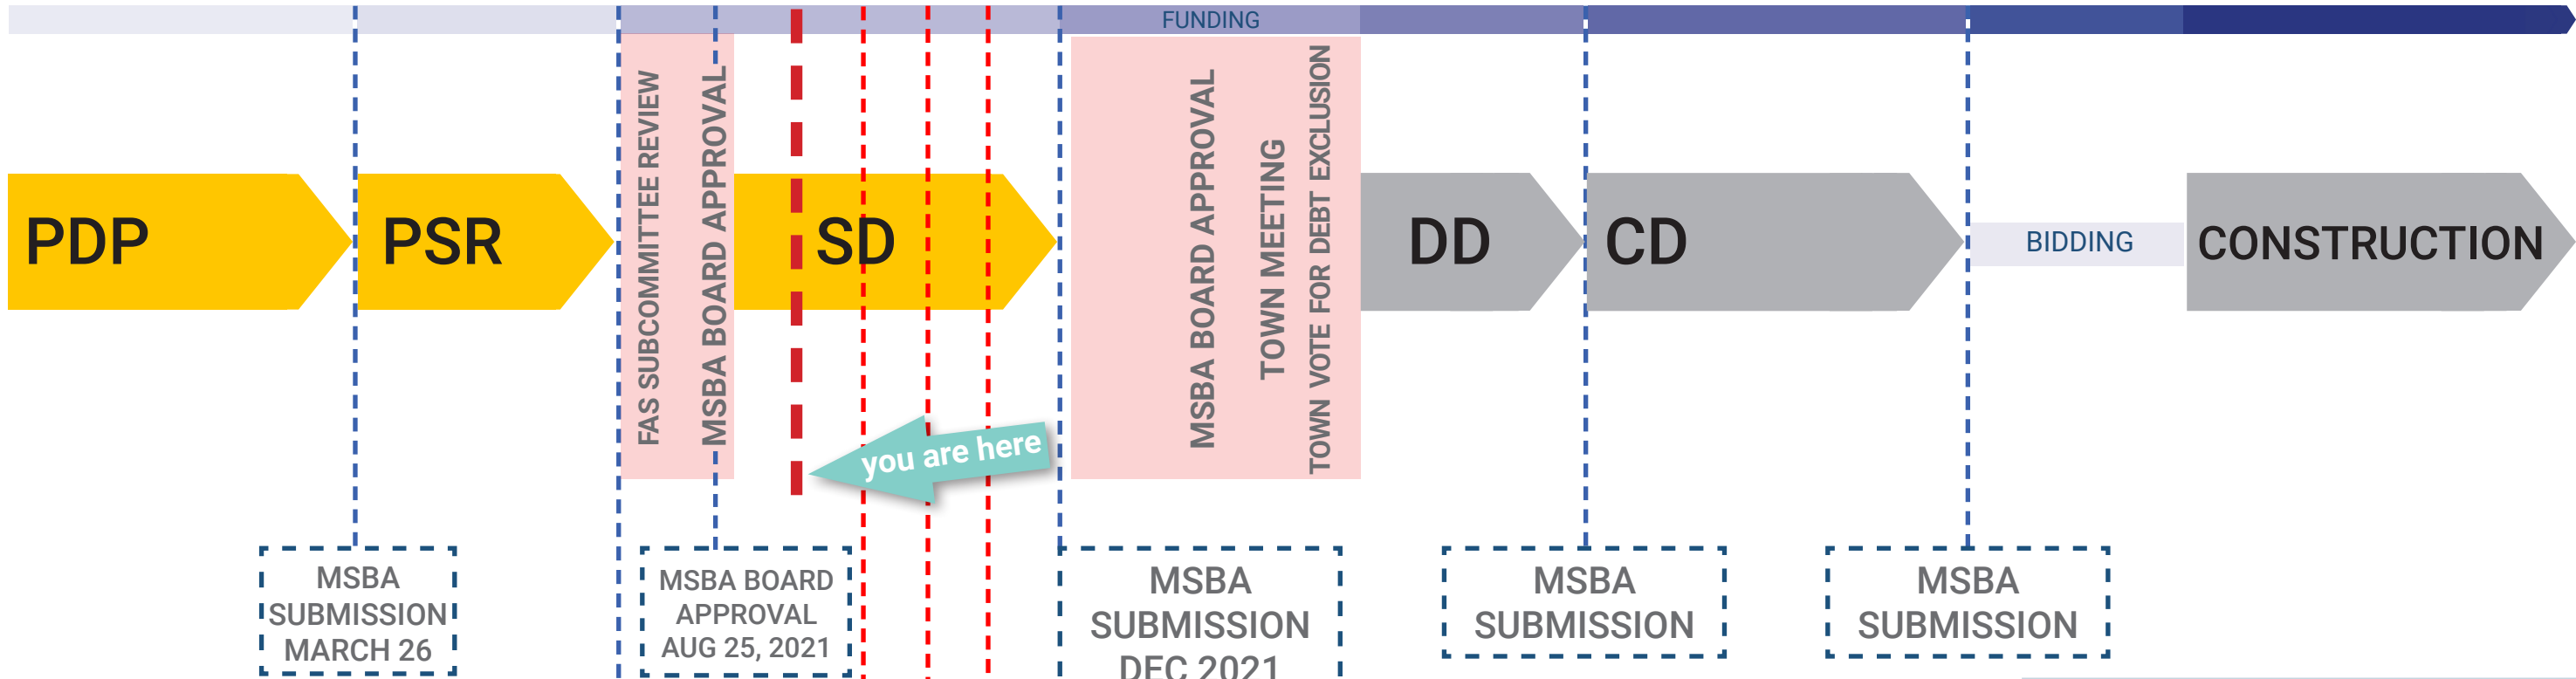 FUNDING
PDP
PSR
FAS SUBCOMMITTEE REVIEW
MSBA BOARD APPROVAL
SD
you are here
MSBA BOARD APPROVAL
TOWN MEETING
TOWN VOTE FOR DEBT EXCLUSION
DD
CD
BIDDING
CONSTRUCTION
MSBA
SUBMISSION
MARCH 26
MSBA BOARD
APPROVAL
AUG 25, 2021
MSBA
SUBMISSION
DEC 2021
MSBA
SUBMISSION
MSBA
SUBMISSION